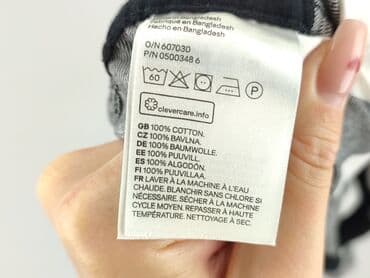 Fabriqué en Bangladesh
Hecho en Bangladesh
O/N 607030
P/N 0500348 6
60
P
clevercare.info
GB 100% COTTON.
CZ 100% BAVLNA.
DE 100% BAUMWOLLE.
EE 100% PUUVILL.
ES 100% ALGODÓN.
FI 100% PUUVILLAA.
FR LAVER À LA MACHINE À L'EAU
CHAUDE. BLANCHIR SANS CHLORE SI
NÉCESSAIRE. SÉCHER À LA MACHINE
CYCLE MOYEN. REPASSER À HAUTE
TEMPÉRATURE. NETTOYAGE À SEC.